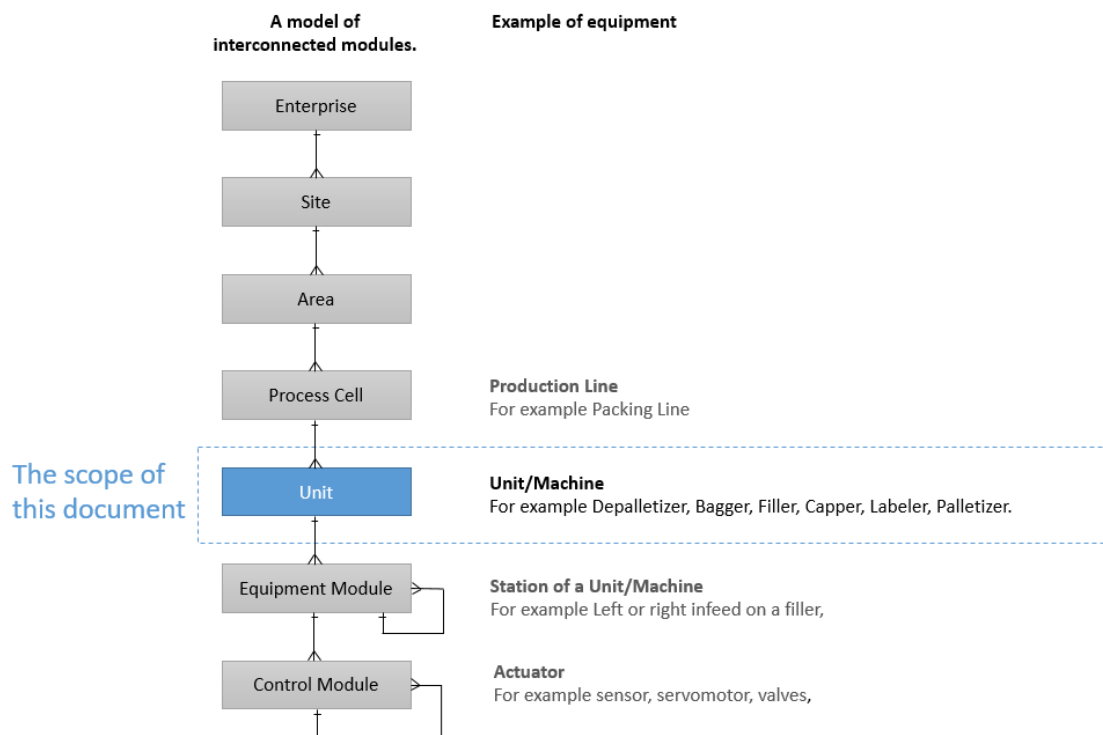 A model of
interconnected modules.
Example of equipment
Enterprise
Site
Area
Process Cell
Production Line
For example Packing Line
The scope of
this document
Unit
Unit/Machine
For example Depalletizer, Bagger, Filler, Capper, Labeler, Palletizer.
Equipment Module
Station of a Unit/Machine
For example Left or right infeed on a filler,
Control Module
Actuator
For example sensor, servomotor, valves,